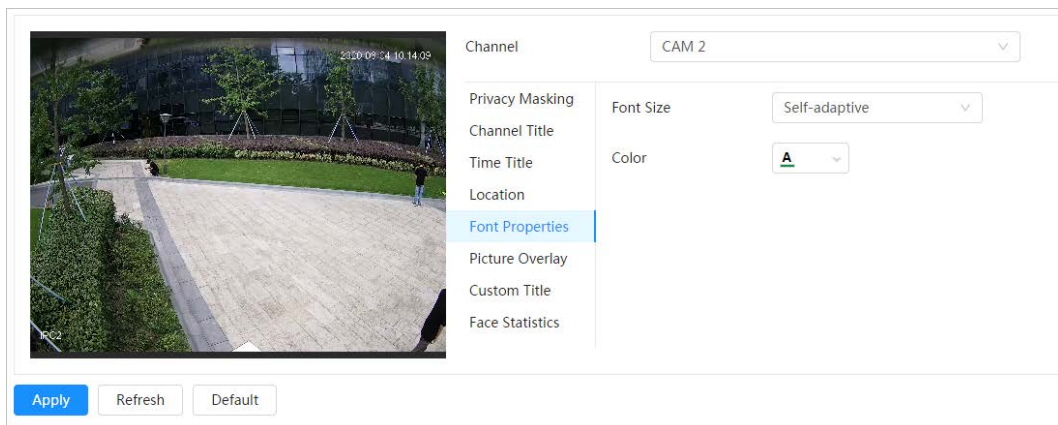 2020-09-04 10:14:09
Channel
CAM 2
Privacy Masking
Channel Title
Time Title
Location
Font Properties
Picture Overlay
Custom Title
Face Statistics
Font Size
Self-adaptive
Color
A
IPC2
Apply
Refresh
Default